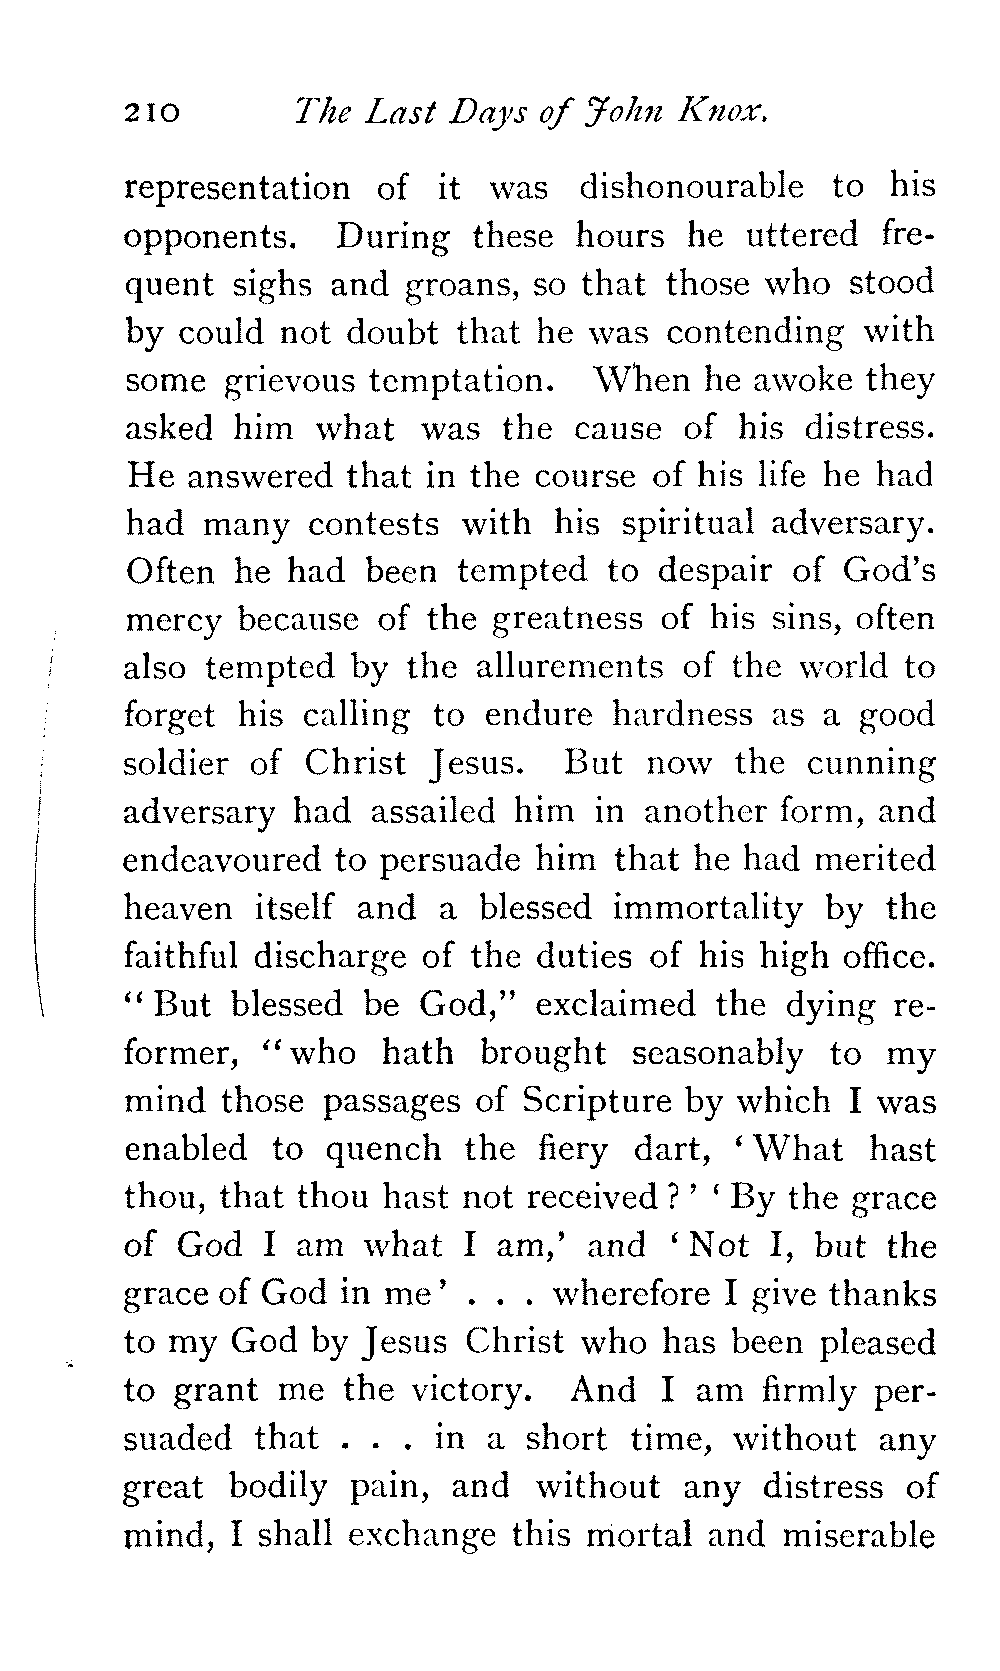 210 The Last Days of John Knox.
representation of it was dishonourable to his
opponents. During these hours he uttered fre-
quent sighs and groans, so that those who stood
by could not doubt that he was contending with
some grievous temptation. When he awoke they
asked him what was the cause of his distress.
He answered that in the course of his life he had
had many contests with his spiritual adversary.
Often he had been tempted to despair of God's
mercy because of the greatness of his sins, often
also tempted by the allurements of the world to
forget his calling to endure hardness as a good
soldier of Christ Jesus. But now the cunning
adversary had assailed him in another form, and
endeavoured to persuade him that he had merited
heaven itself and a blessed immortality by the
faithful discharge of the duties of his high office.
“But blessed be God,” exclaimed the dying re-
former, “who hath brought seasonably to my
mind those passages of Scripture by which I was
enabled to quench the fiery dart, ‘What hast
thou, that thou hast not received?’ ‘By the grace
of God I am what I am,’ and ‘Not I, but the
grace of God in me’ . . . wherefore I give thanks
to my God by Jesus Christ who has been pleased
to grant me the victory. And I am firmly per-
suaded that . . . in a short time, without any
great bodily pain, and without any distress of
mind, I shall exchange this mortal and miserable